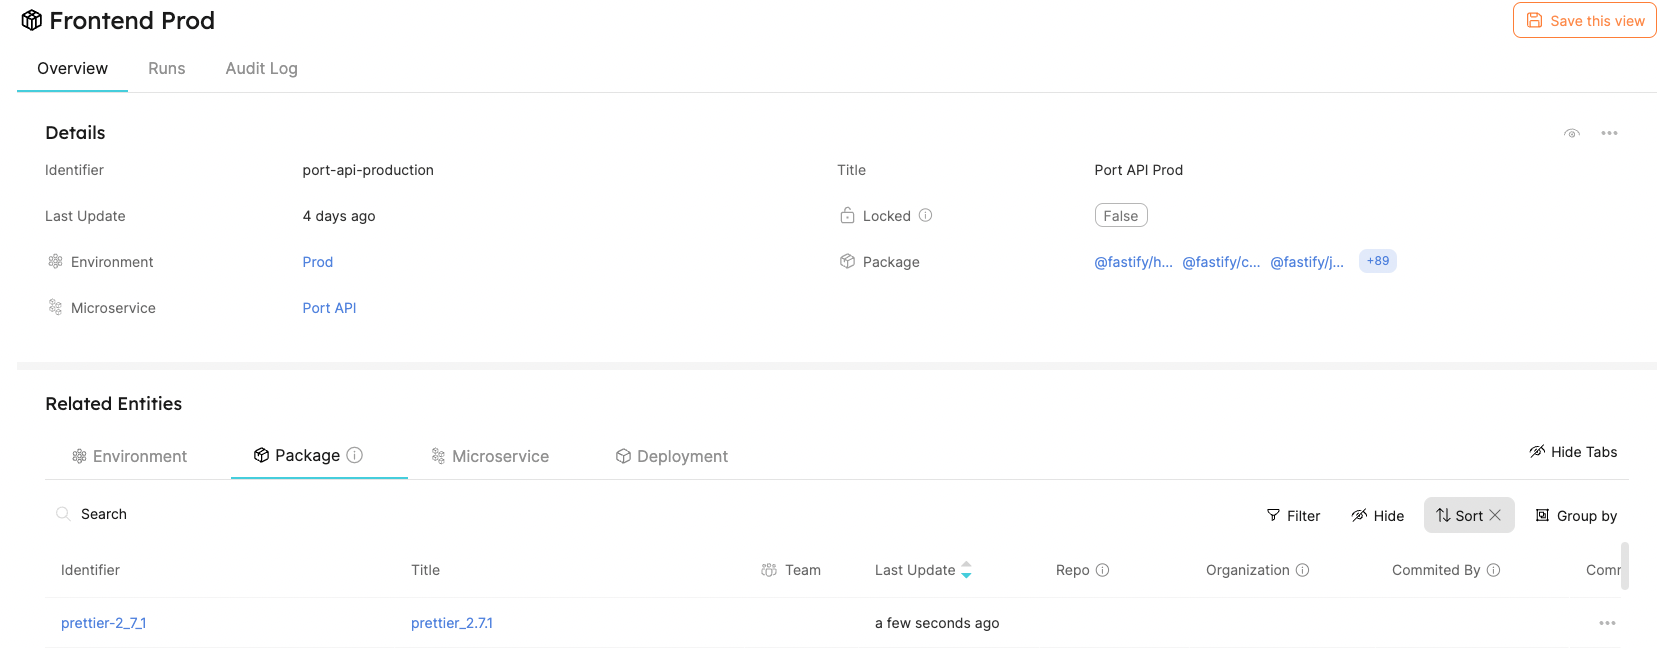 Frontend Prod
Save this view
Overview Runs Audit Log
Details
Identifier port-api-production Title Port API Prod
Last Update 4 days ago Locked False
Environment Prod Package @fastify/h... @fastify/c... @fastify/j... +89
Microservice Port API
Related Entities
Environment Package Microservice Deployment Hide Tabs
Search Filter Hide Sort Group by
Identifier Title Team Last Update Repo Organization Commited By Comm
prettier-2_7_1 prettier_2.7.1 a few seconds ago